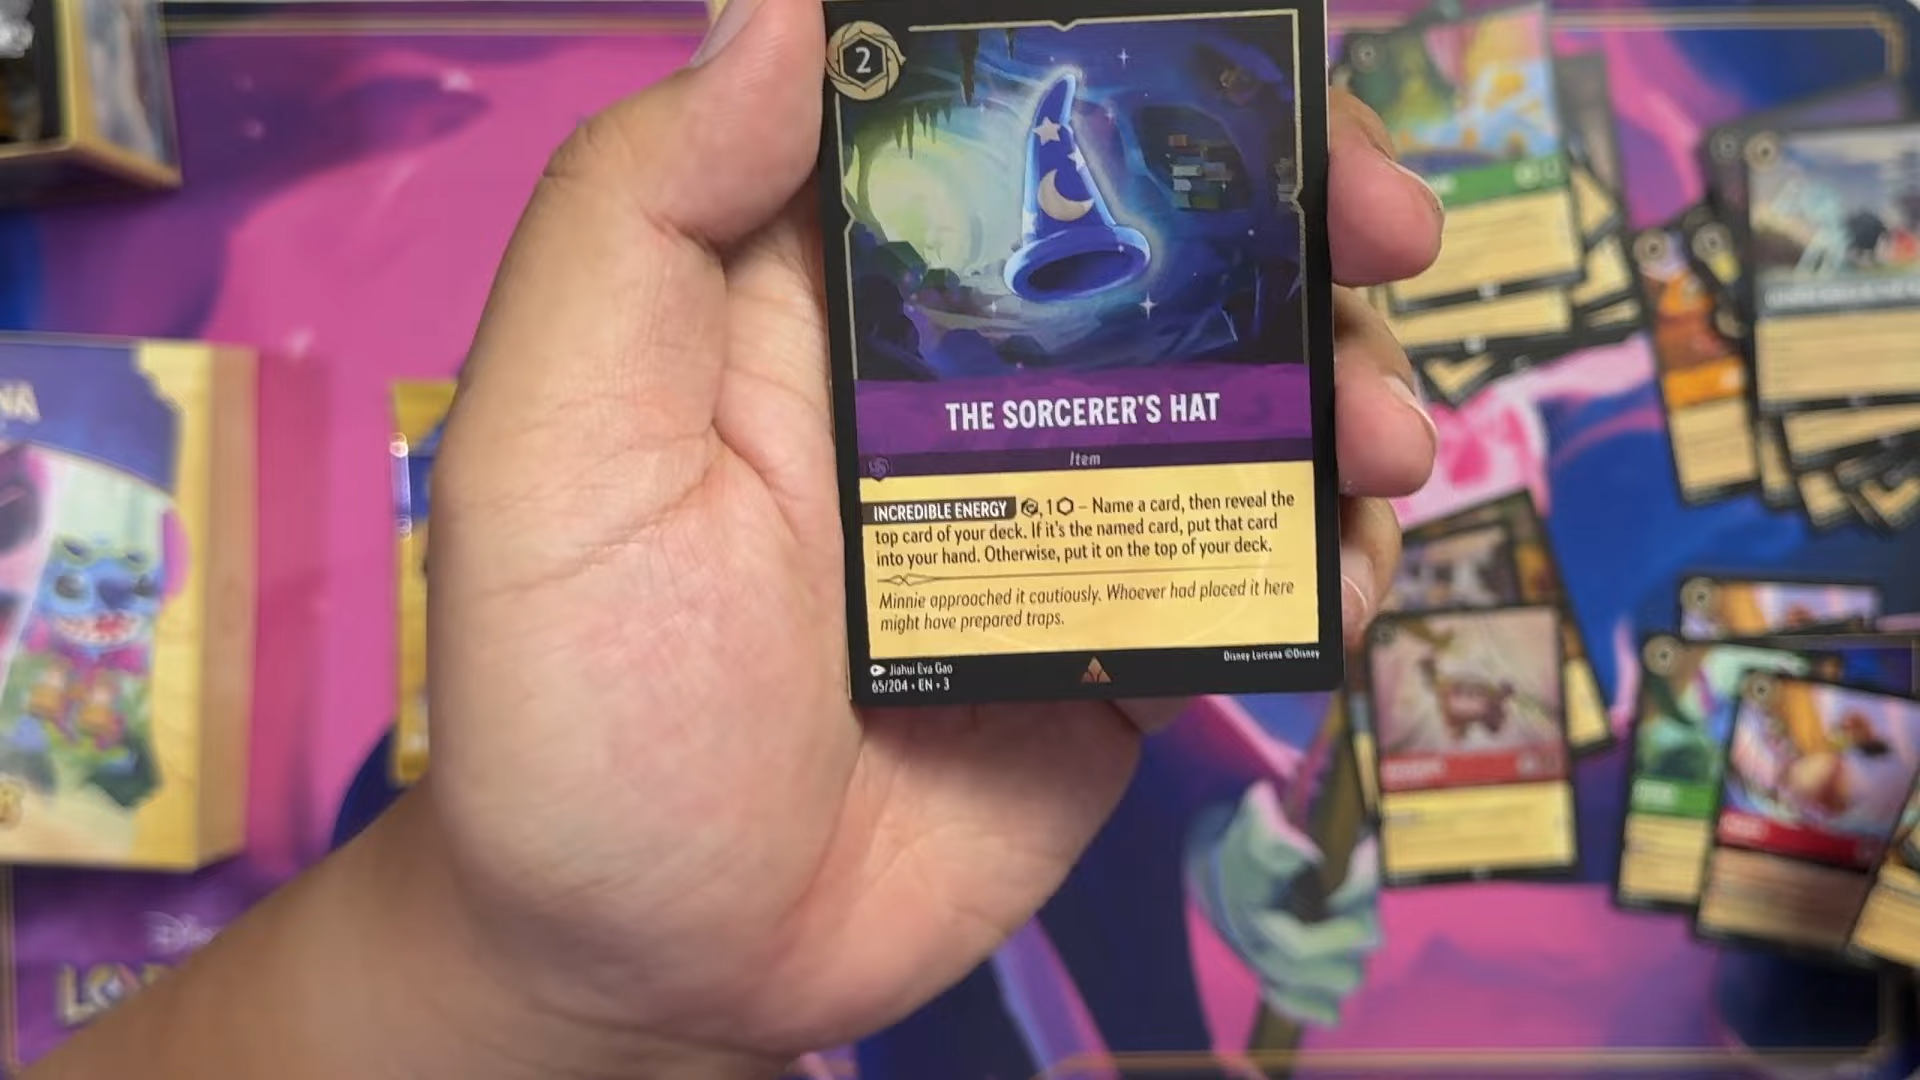 2
THE SORCERER'S HAT
Item
INCREDIBLE ENERGY , 1 – Name a card, then reveal the
top card of your deck. If it's the named card, put that card
into your hand. Otherwise, put it on the top of your deck.
Minnie approached it cautiously. Whoever had placed it here
might have prepared traps.
Jiahui Eva Gao
65/204 • EN • 3
Disney Lorcana ©Disney